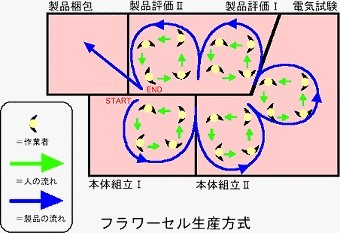 製品梱包
製品評価Ⅱ
製品評価Ⅰ
電気試験
END
START
=作業者
=人の流れ
=製品の流れ
本体組立Ⅰ
本体組立Ⅱ
フラワーセル生産方式